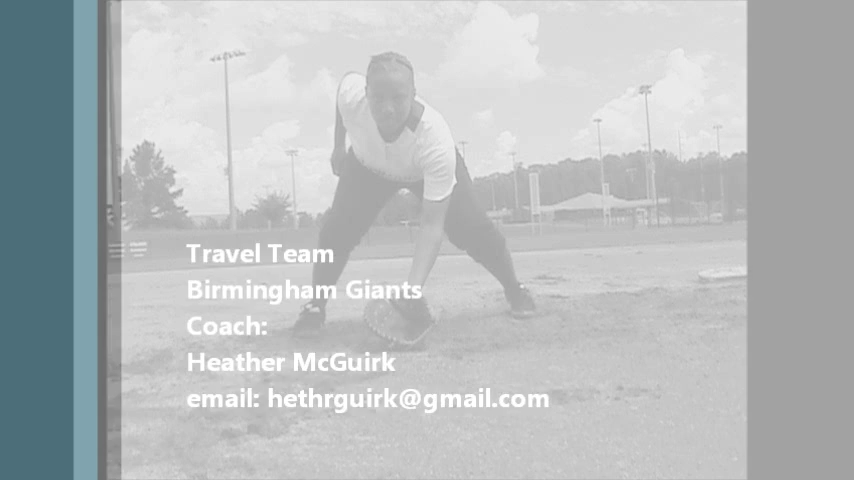 Travel Team
Birmingham Giants
Coach:
Heather McGuirk
email: hethrguirk@gmail.com